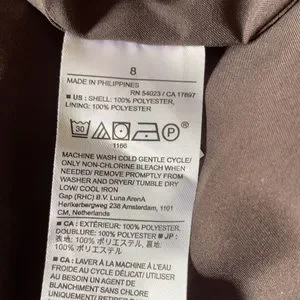 8
MADE IN PHILIPPINES
RN 54023 / CA 17897
■ US : SHELL: 100% POLYESTER,
LINING: 100% POLYESTER
30
P
1166
MACHINE WASH COLD GENTLE CYCLE/
ONLY NON-CHLORINE BLEACH WHEN
NEEDED/ REMOVE PROMPTLY FROM
WASHER AND DRYER/ TUMBLE DRY
LOW/ COOL IRON
Gap (RHC) B.V. Luna ArenA
Herikerbergweg 238 Amsterdam, 1101
CM, Netherlands
■ CA : EXTÉRIEUR: 100% POLYESTER,
DOUBLURE: 100% POLYESTER ■ JP :
表地: 100% ポリエステル, 裏地:
100% ポリエステル
■ CA : LAVER À LA MACHINE À L'EAU
FROIDE AU CYCLE DÉLICAT/ UTILISER
AU BESOIN UN AGENT DE
BLANCHIMENT SANS CHLORE